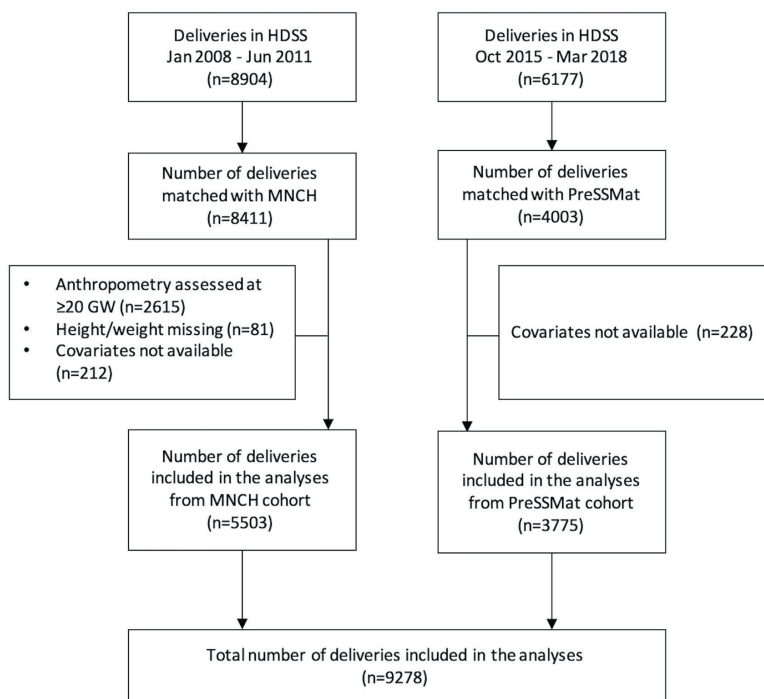 Deliveries in HDSS
Jan 2008 - Jun 2011
(n=8904)
Deliveries in HDSS
Oct 2015 - Mar 2018
(n=6177)
Number of deliveries
matched with MNCH
(n=8411)
Number of deliveries
matched with PreSSMat
(n=4003)
• Anthropometry assessed at
≥20 GW (n=2615)
• Height/weight missing (n=81)
• Covariates not available
(n=212)
Covariates not available (n=228)
Number of deliveries
included in the analyses
from MNCH cohort
(n=5503)
Number of deliveries
included in the analyses
from PreSSMat cohort
(n=3775)
Total number of deliveries included in the analyses
(n=9278)